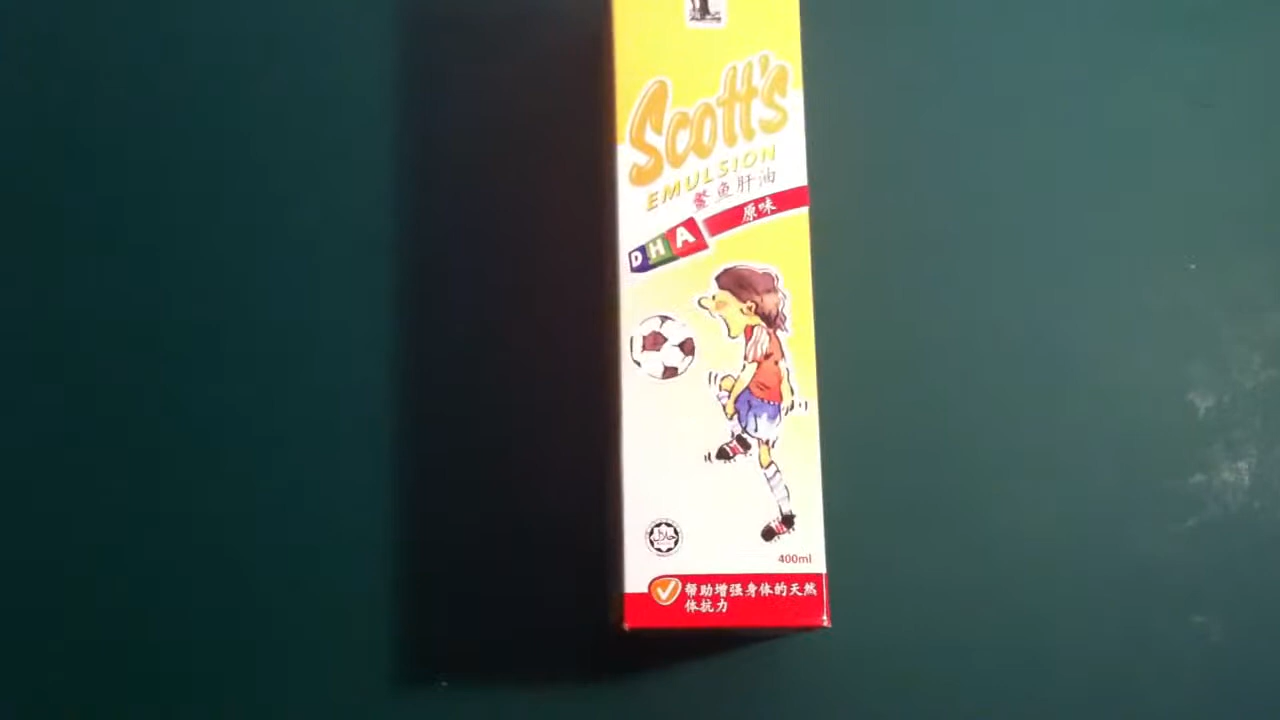 Scott's
EMULSION
鳘鱼肝油
DHA
原味
حلال
400ml
帮助增强身体的天然
体抗力